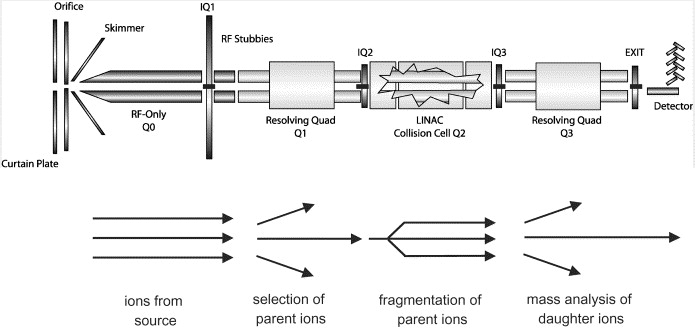 Orifice
IQ1
Skimmer
RF Stubbies
IQ2
IQ3
EXIT
Detector
RF-Only
Q0
Resolving Quad
Q1
LINAC
Collision Cell Q2
Resolving Quad
Q3
Curtain Plate
ions from
source
selection of
parent ions
fragmentation of
parent ions
mass analysis of
daughter ions